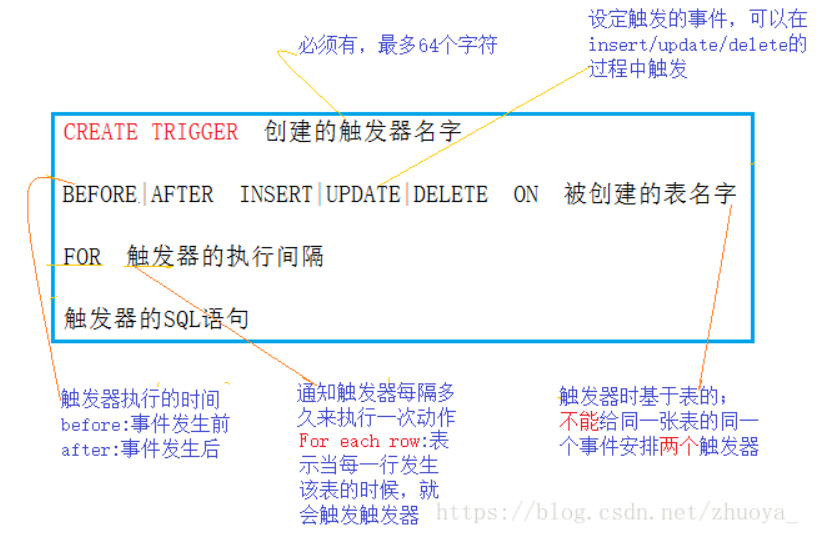 必须有，最多64个字符
设定触发的事件，可以在
insert/update/delete的
过程中触发
CREATE TRIGGER 创建的触发器名字
BEFORE|AFTER INSERT|UPDATE|DELETE ON 被创建的表名字
FOR 触发器的执行间隔
触发器的SQL语句
触发器执行的时间
before:事件发生前
after:事件发生后
通知触发器每隔多
久来执行一次动作
For each row:表
示当每一行发生
该表的时候，就
会触发触发器
触发器时基于表的；
不能给同一张表的同一
个事件安排两个触发器
https://blog.csdn.net/zhuoya_